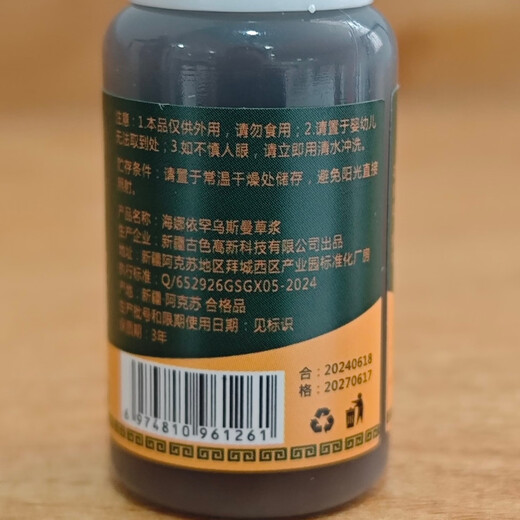 注意：1.本品仅供外用，请勿食用；2.请置于婴幼儿
无法取到处；3.如不慎人眼，请立即用清水冲洗。
贮存条件：请置于常温干燥处储存，避免阳光直接
照射。
产品名称：海娜依罕乌斯曼草浆
生产企业：新疆古色高新科技有限公司出品
地址：新疆阿克苏地区拜城西区产业园标准化厂房
执行标准：Q/652926GSGX05-2024
产地：新疆·阿克苏 合格品
生产批号和限期使用日期：见标识
保质期：3年
合：20240618
格：20270617
6 974810 961261